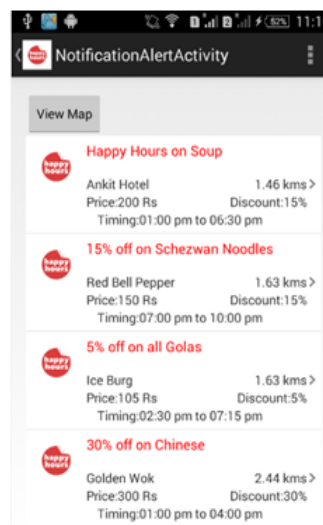 52% 11:1
happy hours NotificationAlertActivity
View Map
Happy Hours on Soup
happy hours
Ankit Hotel 1.46 kms>
Price:200 Rs Discount:15%
Timing:01:00 pm to 06:30 pm
15% off on Schezwan Noodles
happy hours
Red Bell Pepper 1.63 kms>
Price:150 Rs Discount:15%
Timing:07:00 pm to 10:00 pm
5% off on all Golas
happy hours
Ice Burg 1.63 kms>
Price:105 Rs Discount:5%
Timing:02:30 pm to 07:15 pm
30% off on Chinese
happy hours
Golden Wok 2.44 kms>
Price:300 Rs Discount:30%
Timing:01:00 pm to 04:00 pm